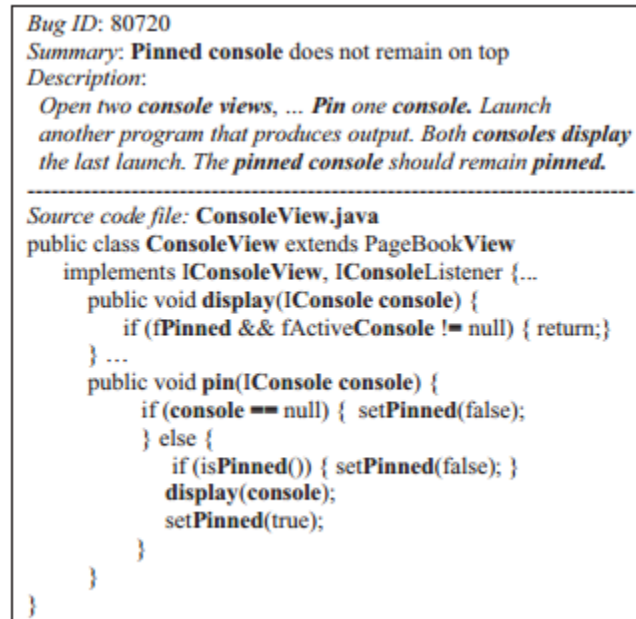 Bug ID: 80720
Summary: Pinned console does not remain on top
Description:
Open two console views, ... Pin one console. Launch
another program that produces output. Both consoles display
the last launch. The pinned console should remain pinned.
Source code file: ConsoleView.java
public class ConsoleView extends PageBookView
implements IConsoleView, IConsoleListener {...
public void display(IConsole console) {
if (fPinned && fActiveConsole != null) { return;}
} ...
public void pin(IConsole console) {
if (console == null) { setPinned(false);
} else {
if (isPinned()) { setPinned(false); }
display(console);
setPinned(true);
}
}
}